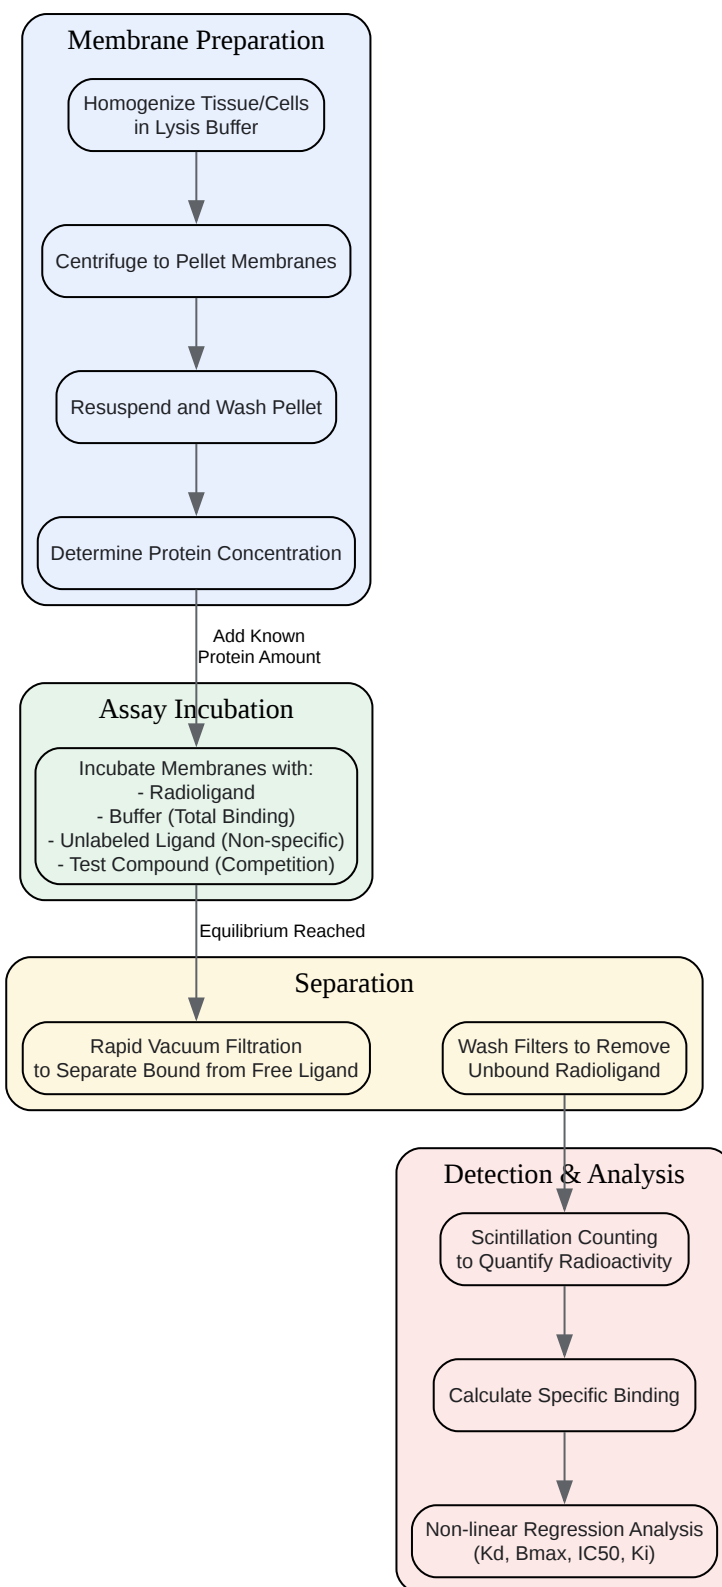 Membrane Preparation
Homogenize Tissue/Cells
in Lysis Buffer
Centrifuge to Pellet Membranes
Resuspend and Wash Pellet
Determine Protein Concentration
Add Known
Protein Amount
Assay Incubation
Incubate Membranes with:
- Radioligand
- Buffer (Total Binding)
- Unlabeled Ligand (Non-specific)
- Test Compound (Competition)
Equilibrium Reached
Separation
Rapid Vacuum Filtration
to Separate Bound from Free Ligand
Wash Filters to Remove
Unbound Radioligand
Detection & Analysis
Scintillation Counting
to Quantify Radioactivity
Calculate Specific Binding
Non-linear Regression Analysis
(Kd, Bmax, IC50, Ki)